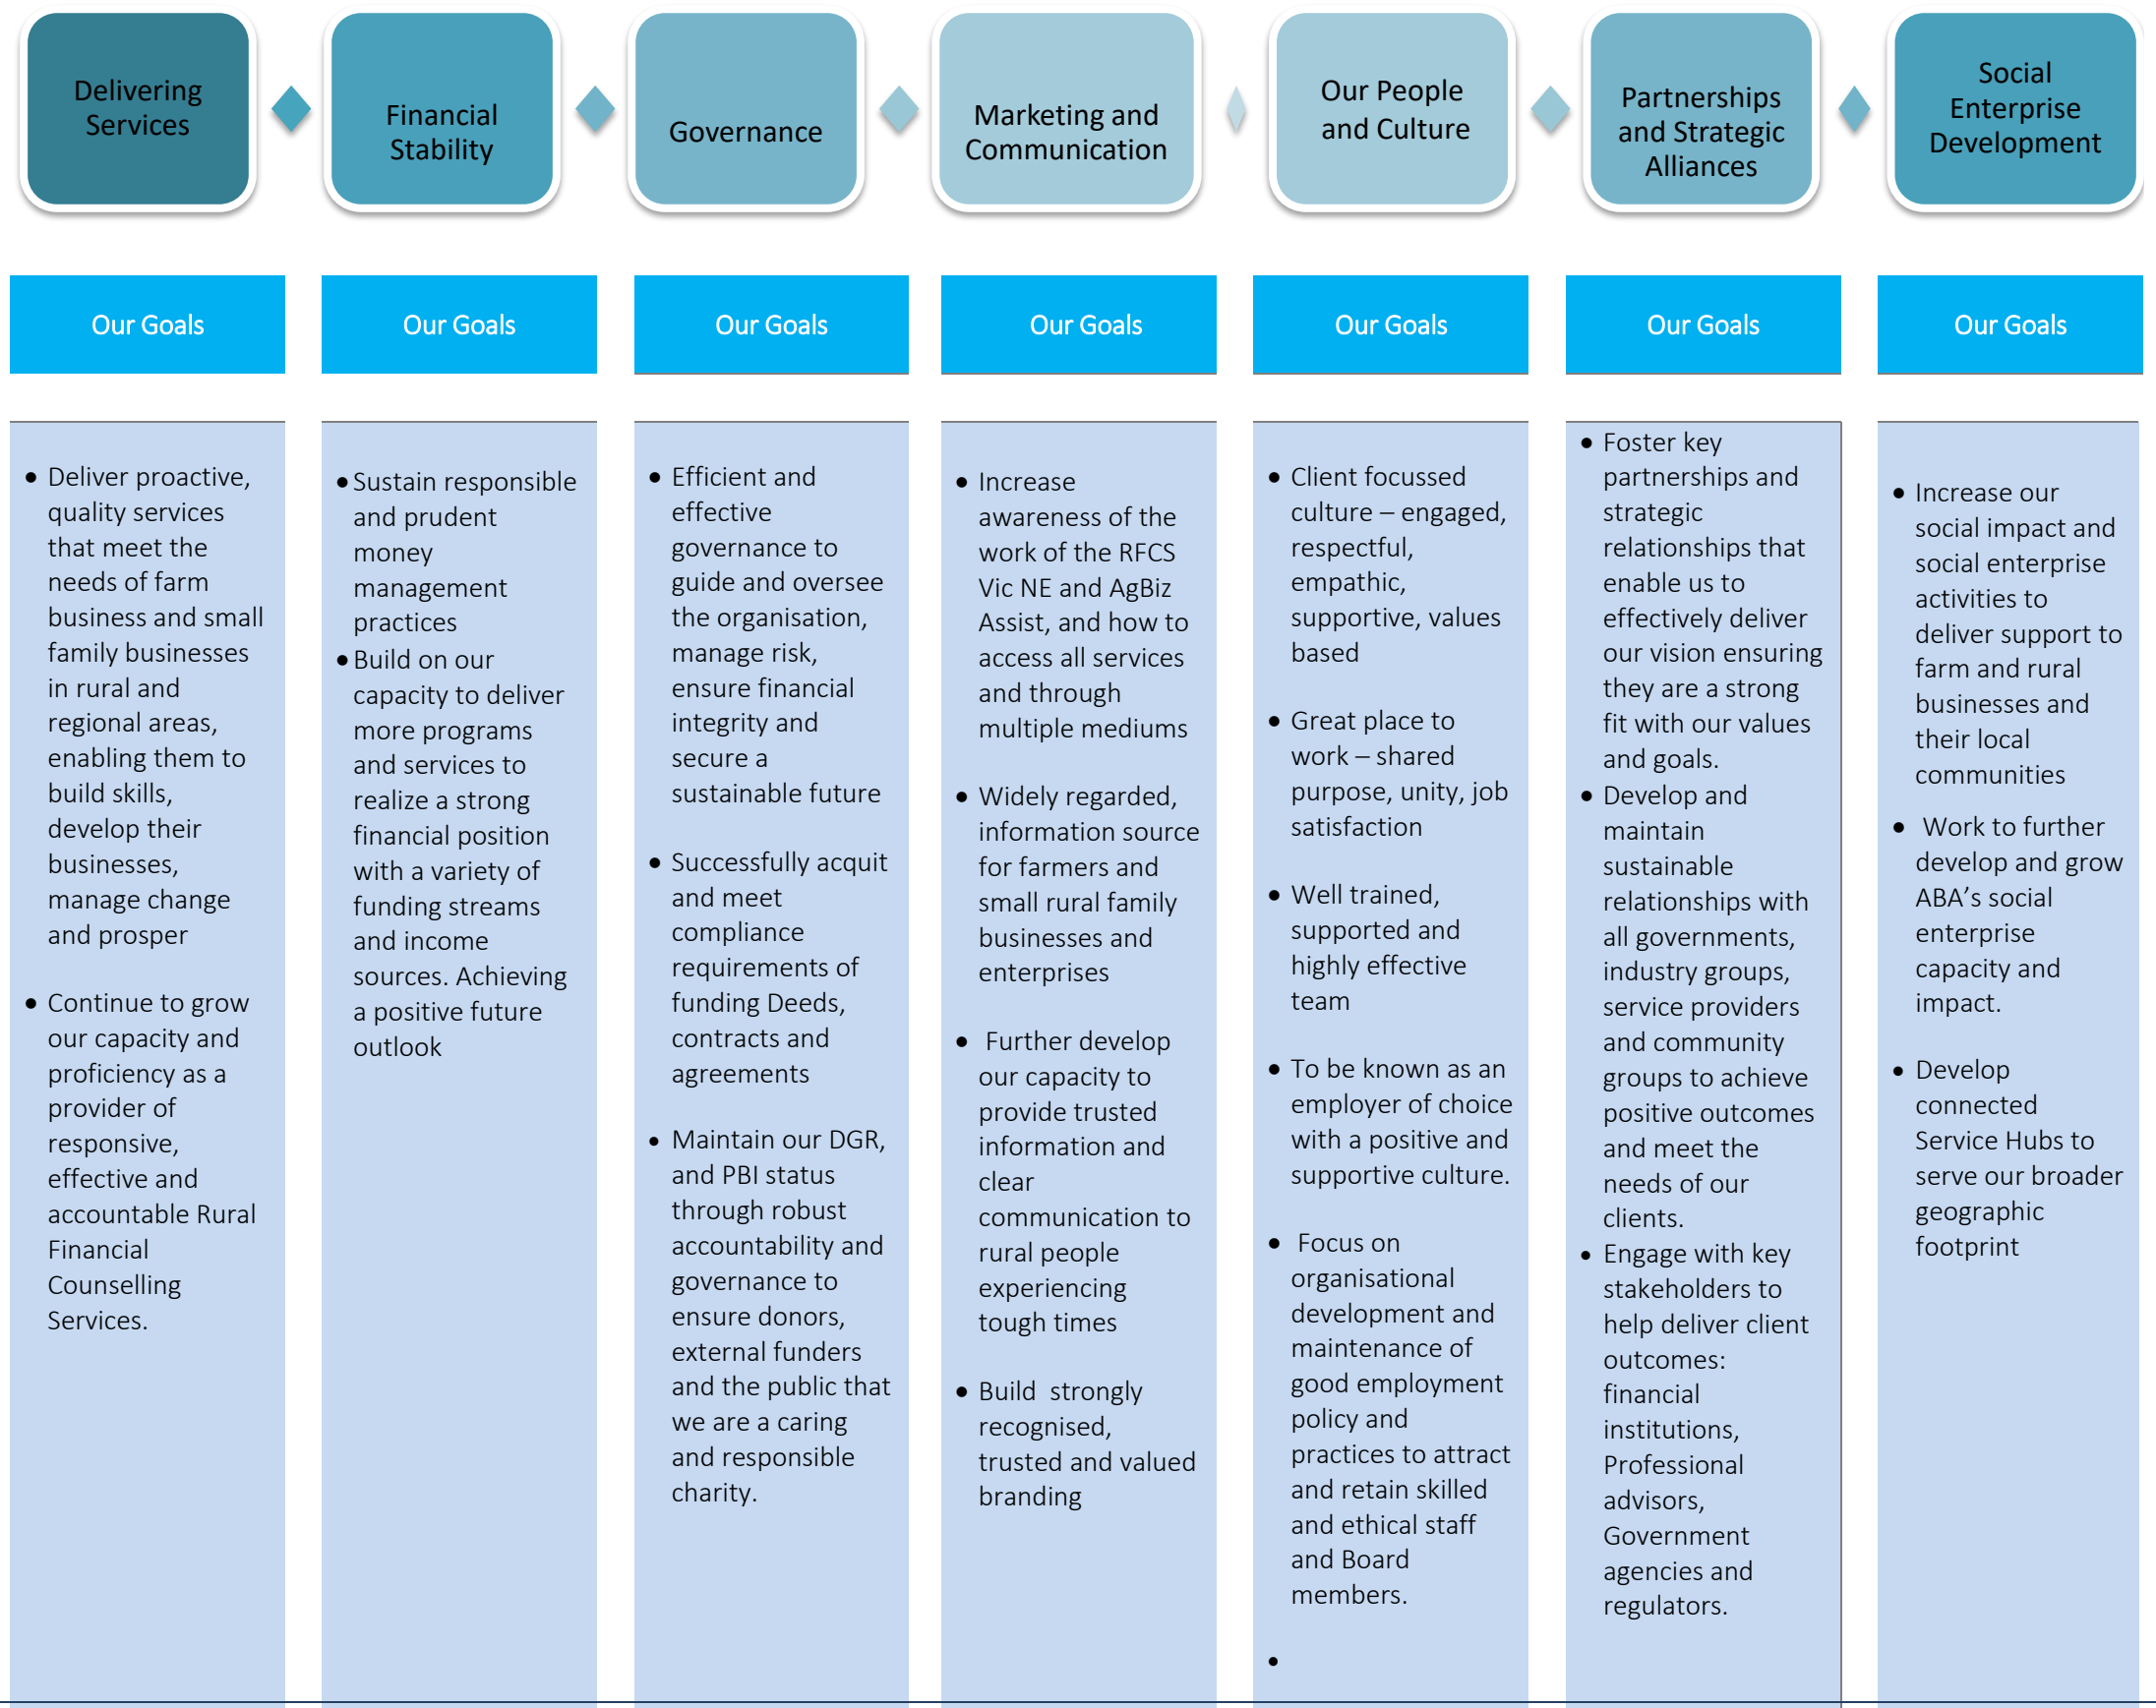 Delivering
Services
Financial
Stability
Governance
Marketing and
Communication
Our People
and Culture
Partnerships
and Strategic
Alliances
Social
Enterprise
Development
Our Goals
Our Goals
Our Goals
Our Goals
Our Goals
Our Goals
Our Goals
• Deliver proactive,
quality services
that meet the
needs of farm
business and small
family businesses
in rural and
regional areas,
enabling them to
build skills,
develop their
businesses,
manage change
and prosper
• Continue to grow
our capacity and
proficiency as a
provider of
responsive,
effective and
accountable Rural
Financial
Counselling
Services.
• Sustain responsible
and prudent
money
management
practices
• Build on our
capacity to deliver
more programs
and services to
realize a strong
financial position
with a variety of
funding streams
and income
sources. Achieving
a positive future
outlook
• Efficient and
effective
governance to
guide and oversee
the organisation,
manage risk,
ensure financial
integrity and
secure a
sustainable future
• Successfully acquit
and meet
compliance
requirements of
funding Deeds,
contracts and
agreements
• Maintain our DGR,
and PBI status
through robust
accountability and
governance to
ensure donors,
external funders
and the public that
we are a caring
and responsible
charity.
• Increase
awareness of the
work of the RFCS
Vic NE and AgBiz
Assist, and how to
access all services
and through
multiple mediums
• Widely regarded,
information source
for farmers and
small rural family
businesses and
enterprises
• Further develop
our capacity to
provide trusted
information and
clear
communication to
rural people
experiencing
tough times
• Build strongly
recognised,
trusted and valued
branding
• Client focussed
culture – engaged,
respectful,
empathic,
supportive, values
based
• Great place to
work – shared
purpose, unity, job
satisfaction
• Well trained,
supported and
highly effective
team
• To be known as an
employer of choice
with a positive and
supportive culture.
• Focus on
organisational
development and
maintenance of
good employment
policy and
practices to attract
and retain skilled
and ethical staff
and Board
members.
•
• Foster key
partnerships and
strategic
relationships that
enable us to
effectively deliver
our vision ensuring
they are a strong
fit with our values
and goals.
• Develop and
maintain
sustainable
relationships with
all governments,
industry groups,
service providers
and community
groups to achieve
positive outcomes
and meet the
needs of our
clients.
• Engage with key
stakeholders to
help deliver client
outcomes:
financial
institutions,
Professional
advisors,
Government
agencies and
regulators.
• Increase our
social impact and
social enterprise
activities to
deliver support to
farm and rural
businesses and
their local
communities
• Work to further
develop and grow
ABA’s social
enterprise
capacity and
impact.
• Develop
connected
Service Hubs to
serve our broader
geographic
footprint